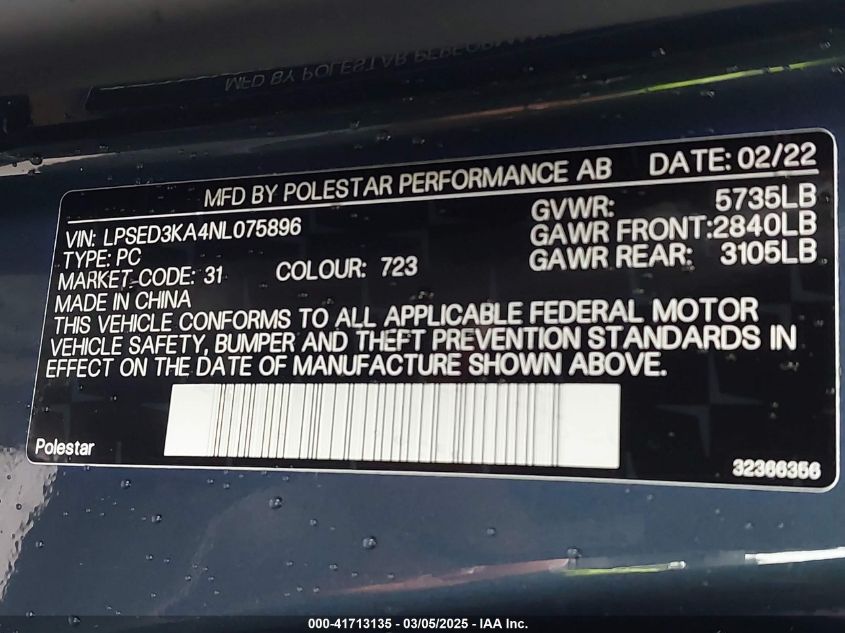 MFD BY POLESTAR PERFORMANCE AB DATE: 02/22
VIN: LPSED3KA4NL075896 GVWR: 5735LB
TYPE: PC GAWR FRONT:2840LB
MARKET-CODE: 31 COLOUR: 723 GAWR REAR: 3105LB
MADE IN CHINA
THIS VEHICLE CONFORMS TO ALL APPLICABLE FEDERAL MOTOR
VEHICLE SAFETY, BUMPER AND THEFT PREVENTION STANDARDS IN
EFFECT ON THE DATE OF MANUFACTURE SHOWN ABOVE.
Polestar 32366356
000-41713135 - 03/05/2025 - IAA Inc.